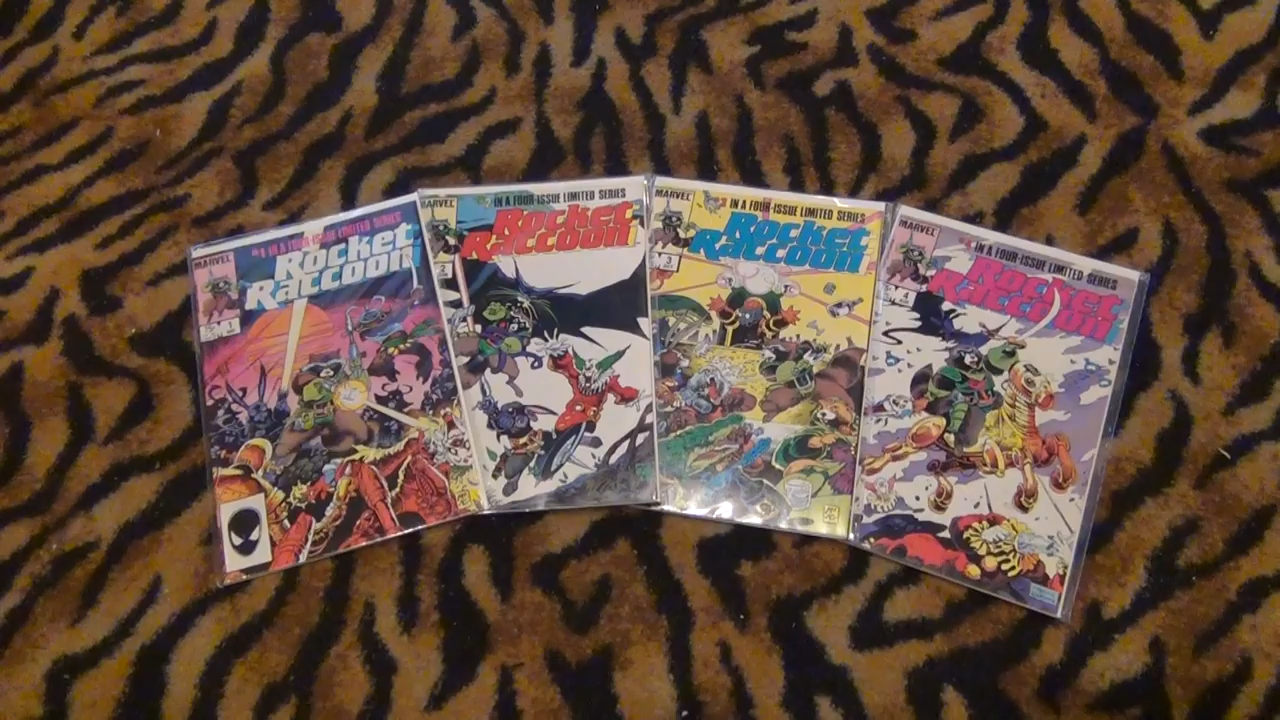 MARVEL
#1 IN A FOUR-ISSUE LIMITED SERIES
Rocket
Raccoon
1
MARVEL
IN A FOUR-ISSUE LIMITED SERIES
Rocket
Raccoon
2
MARVEL
IN A FOUR-ISSUE LIMITED SERIES
Rocket
Raccoon
3
IN A FOUR-ISSUE LIMITED SERIES
MARVEL
Rocket
Raccoon
4